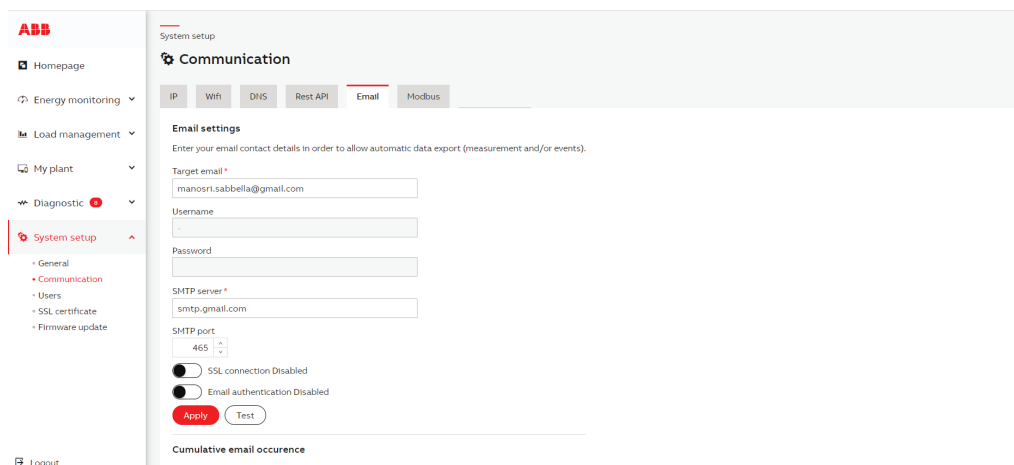 ABB
Homepage
Energy monitoring
Load management
My plant
Diagnostic 8
System setup
General
Communication
Users
SSL certificate
Firmware update
Logout
System setup
Communication
IP Wifi DNS Rest API Email Modbus
Email settings
Enter your email contact details in order to allow automatic data export (measurement and/or events).
Target email *
manosri.sabbella@gmail.com
Username
-
Password
SMTP server *
smtp.gmail.com
SMTP port
465
SSL connection Disabled
Email authentication Disabled
Apply Test
Cumulative email occurence